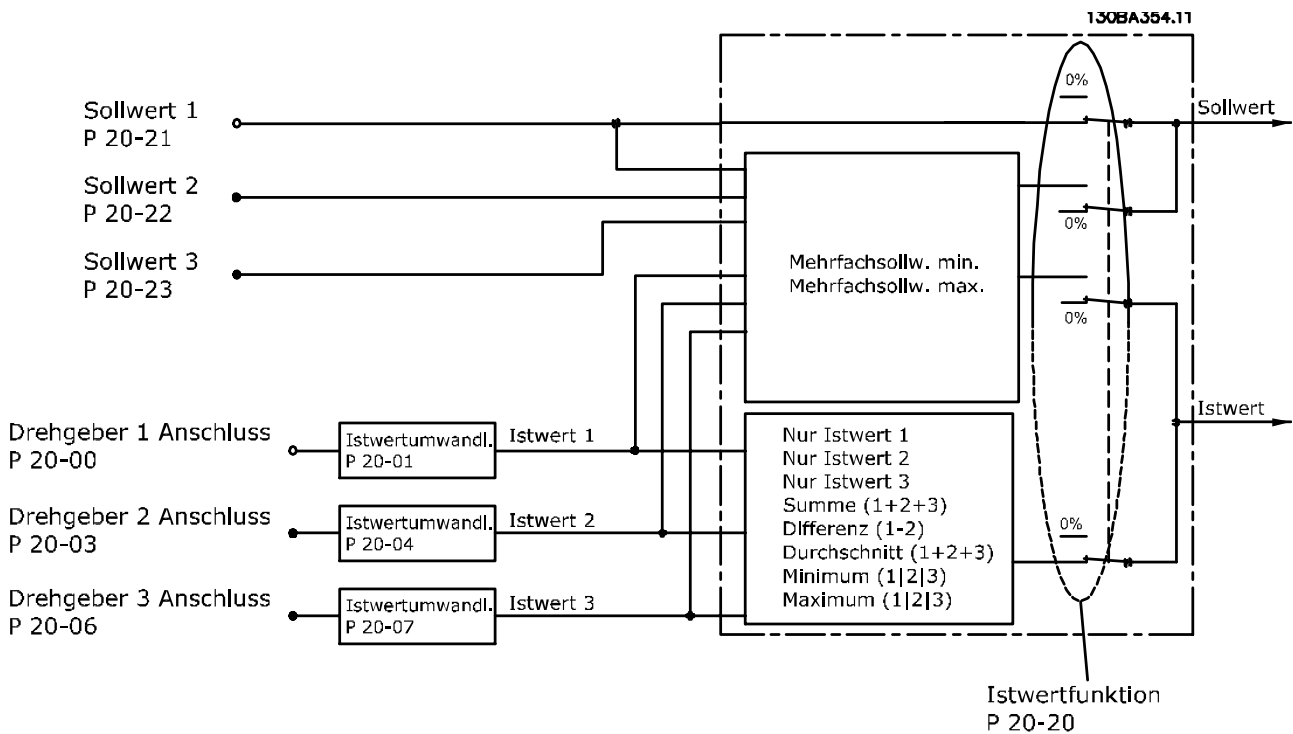 130BA354.11
0%
Sollwert 1
P 20-21
Sollwert
Sollwert 2
P 20-22
0%
Sollwert 3
P 20-23
Mehrfachsollw. min.
Mehrfachsollw. max.
0%
Istwert
Drehgeber 1 Anschluss
P 20-00
Istwertumwandl.
P 20-01
Istwert 1
Drehgeber 2 Anschluss
P 20-03
Istwertumwandl.
P 20-04
Istwert 2
Drehgeber 3 Anschluss
P 20-06
Istwertumwandl.
P 20-07
Istwert 3
Nur Istwert 1
Nur Istwert 2
Nur Istwert 3
Summe (1+2+3)
Differenz (1-2)
Durchschnitt (1+2+3)
Minimum (1|2|3)
Maximum (1|2|3)
0%
Istwertfunktion
P 20-20